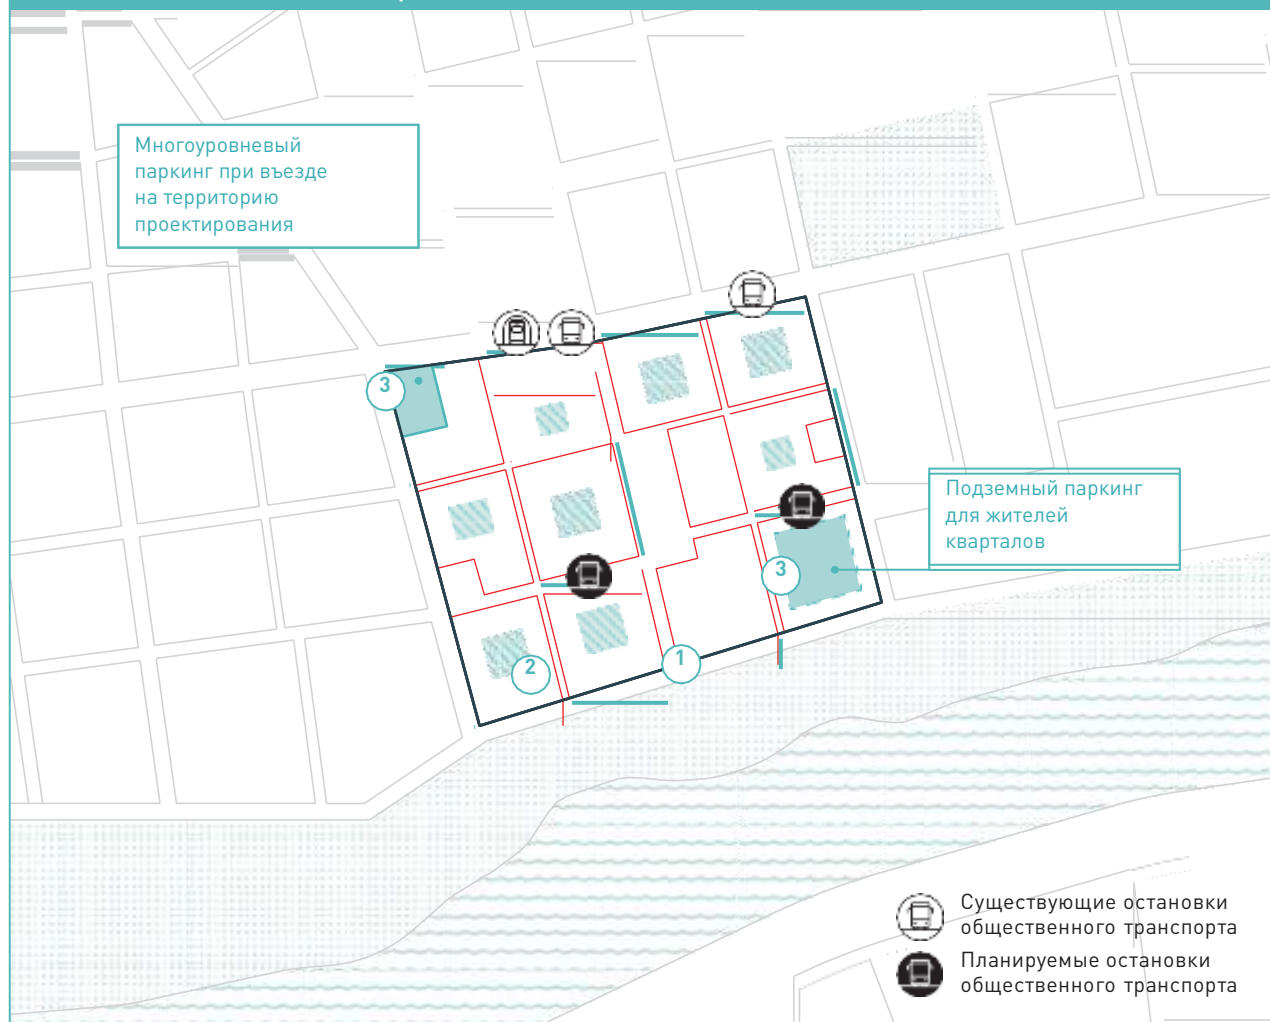 Многоуровневый
паркинг при въезде
на территорию
проектирования
3
Подземный паркинг
для жителей
кварталов
3
1
2
Существующие остановки
общественного транспорта
Планируемые остановки
общественного транспорта